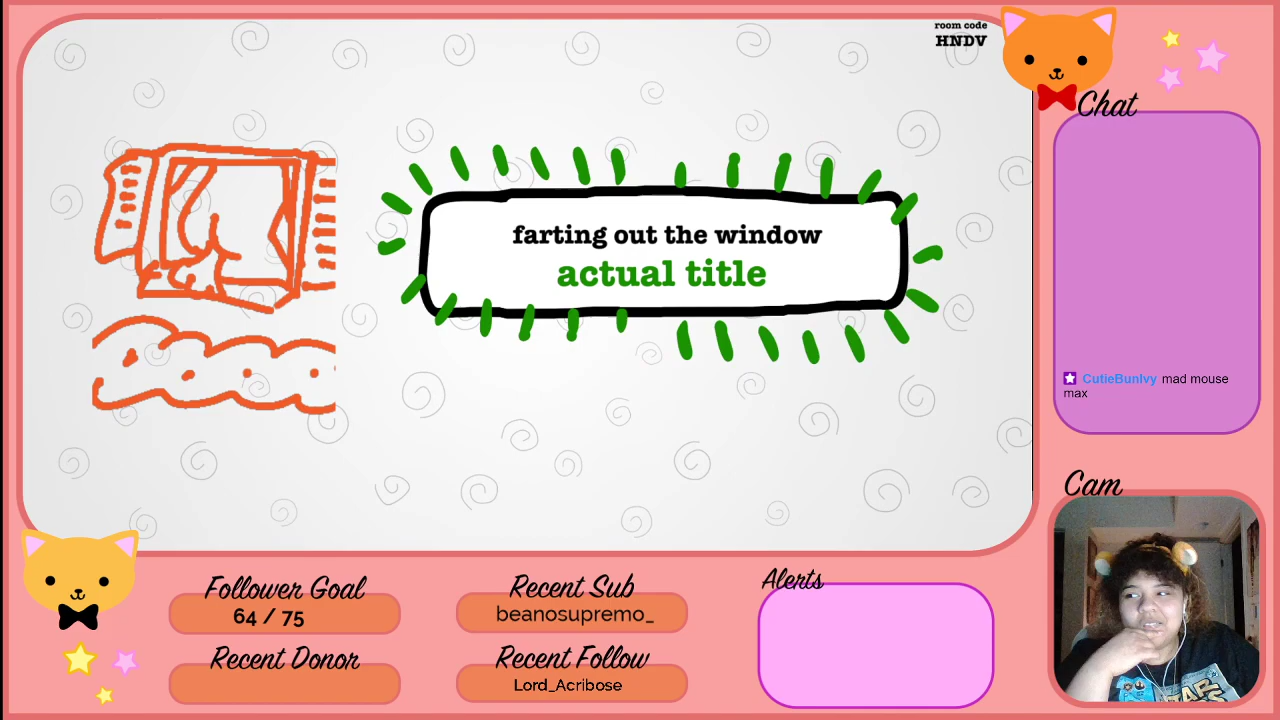 room code
HNDV
Chat
farting out the window
actual title
CutieBunIvy mad mouse
max
Cam
Follower Goal
64 / 75
Recent Sub
beanosupremo_
Alerts
Recent Donor
Recent Follow
Lord_Acribose